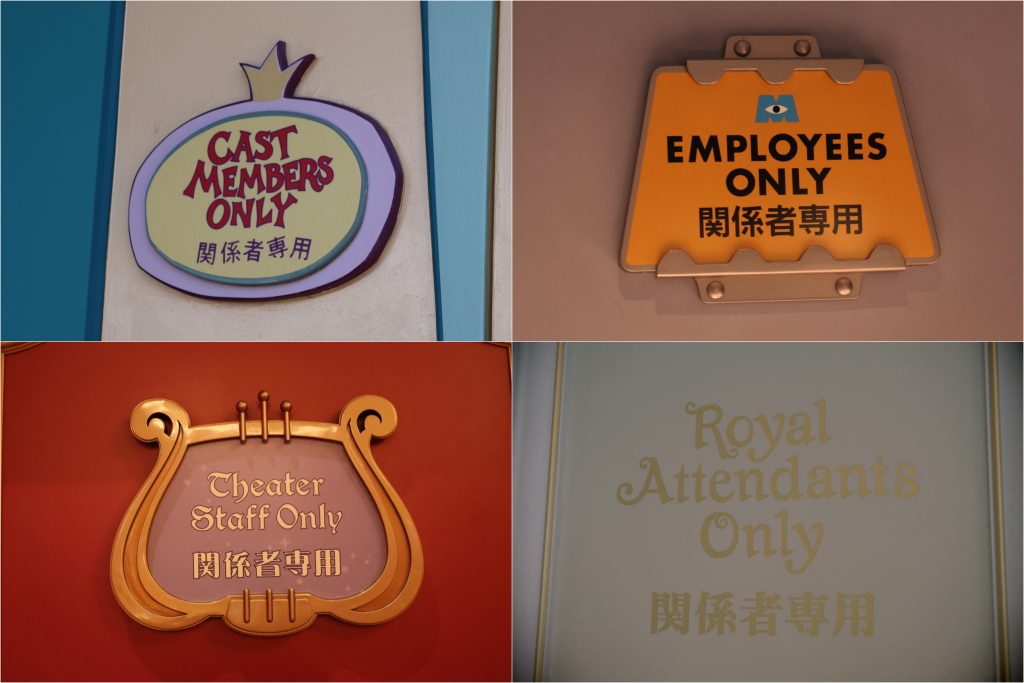 CAST
MEMBERS
ONLY
関係者専用
M
EMPLOYEES
ONLY
関係者専用
Theater
Staff Only
関係者専用
Royal
Attendants
Only
関係者専用